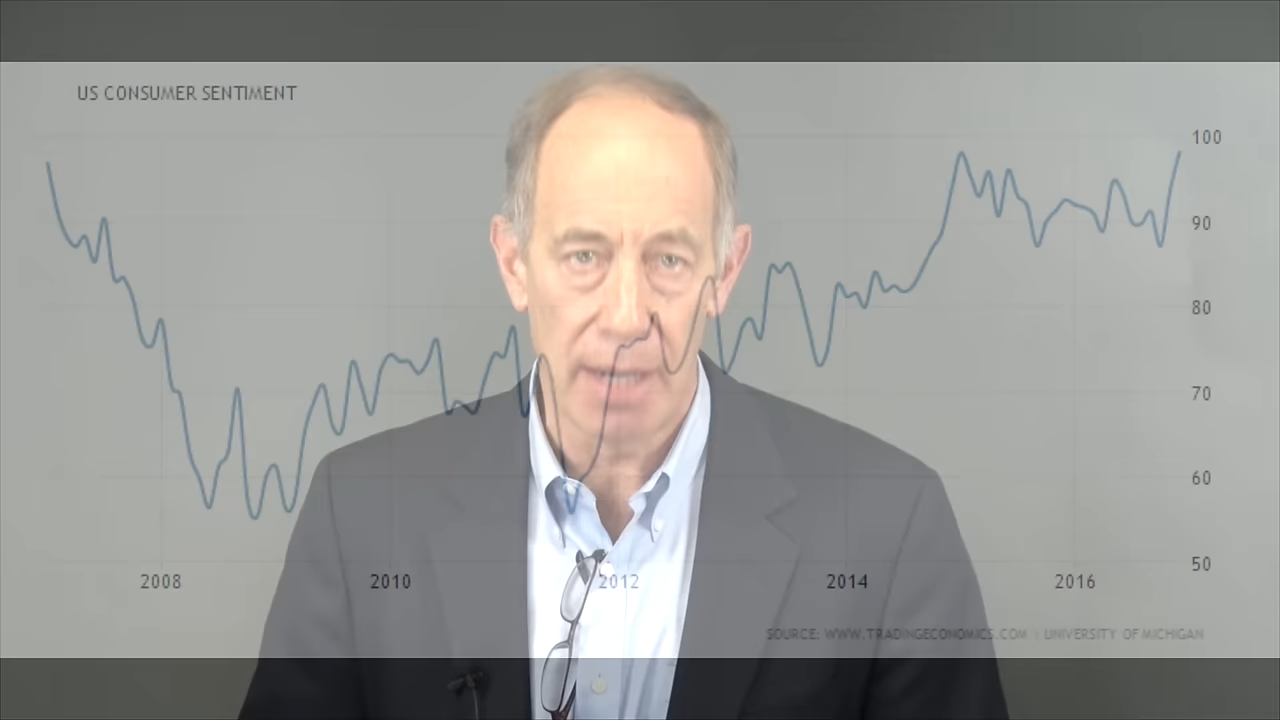 US CONSUMER SENTIMENT
100
90
80
70
60
50
2008 2010 2012 2014 2016
SOURCE: WWW.TRADINGECONOMICS.COM | UNIVERSITY OF MICHIGAN